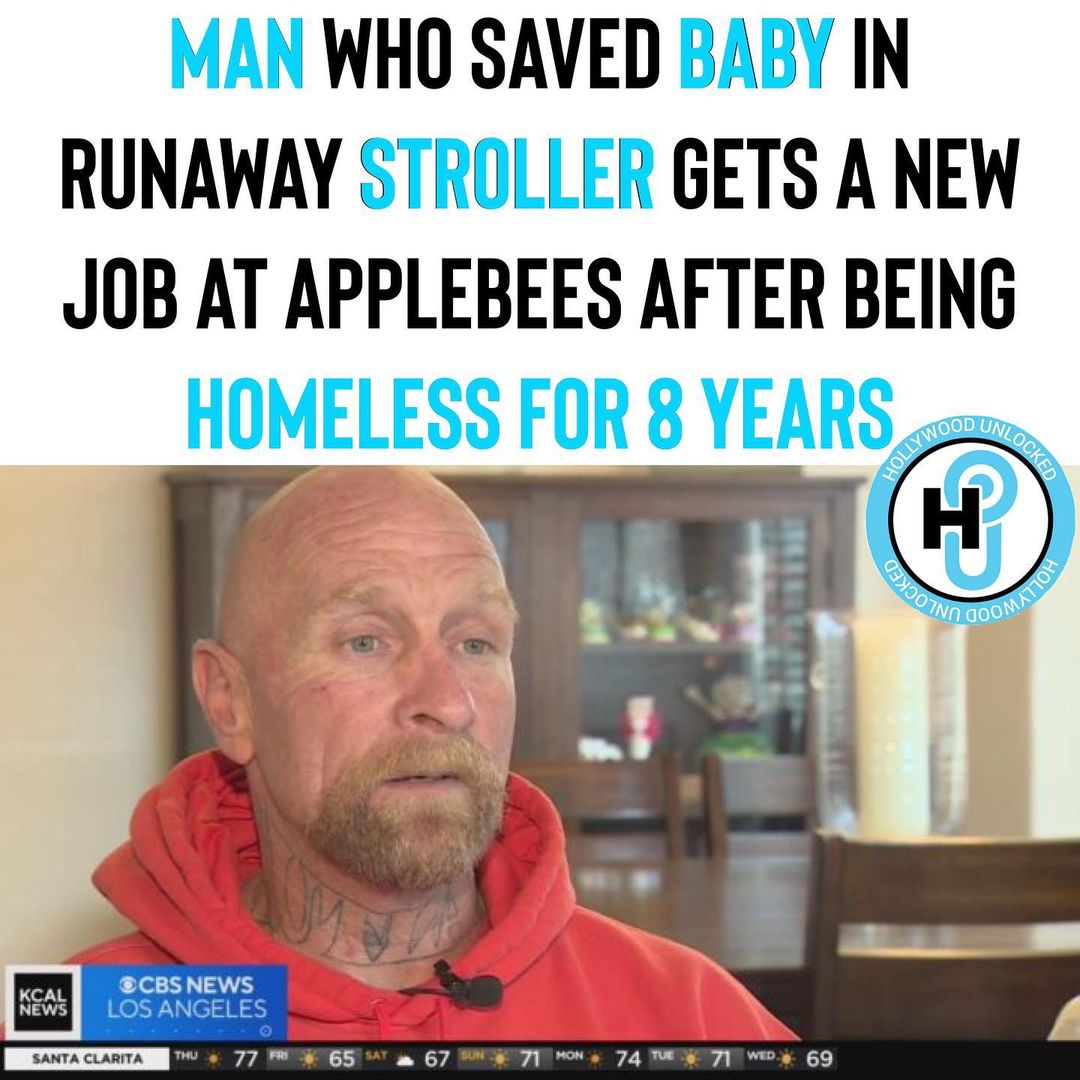 MAN WHO SAVED BABY IN
RUNAWAY STROLLER GETS A NEW
JOB AT APPLEBEES AFTER BEING
HOMELESS FOR 8 YEARS
HOLLYWOOD UNLOCKED
H
HOLLYWOOD UNLOCKED
KCAL
NEWS
CBS NEWS
LOS ANGELES
SANTA CLARITA THU 77 FRI 65 SAT 67 SUN 71 MON 74 TUE 71 WED 69